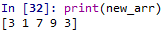 In [32]: print(new_arr)
[3 1 7 9 3]